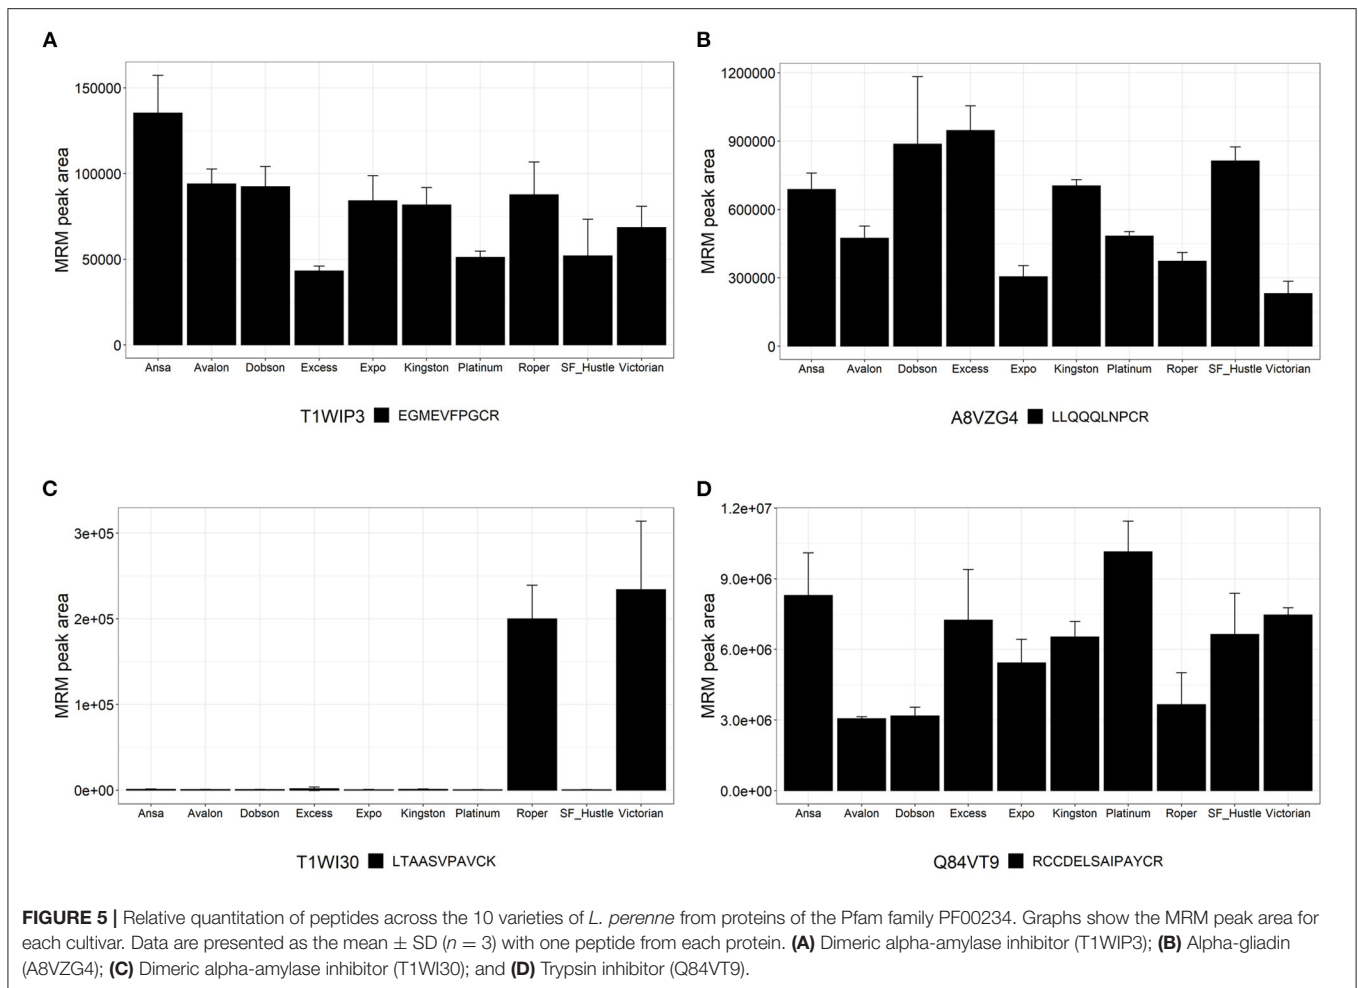 A
MRM peak area
150000
100000
50000
0
Ansa Avalon Dobson Excess Expo Kingston Platinum Roper SF_Hustle Victorian
T1WIP3 EGMEVFPGCR
B
MRM peak area
1200000
900000
600000
300000
0
Ansa Avalon Dobson Excess Expo Kingston Platinum Roper SF_Hustle Victorian
A8VZG4 LLQQQLNPCR
C
MRM peak area
3e+05
2e+05
1e+05
0e+00
Ansa Avalon Dobson Excess Expo Kingston Platinum Roper SF_Hustle Victorian
T1WI30 LTAASVPAVCK
D
MRM peak area
1.2e+07
9.0e+06
6.0e+06
3.0e+06
0.0e+00
Ansa Avalon Dobson Excess Expo Kingston Platinum Roper SF_Hustle Victorian
Q84VT9 RCCDELSAIPAYCR
FIGURE 5 | Relative quantitation of peptides across the 10 varieties of L. perenne from proteins of the Pfam family PF00234. Graphs show the MRM peak area for
each cultivar. Data are presented as the mean ± SD (n = 3) with one peptide from each protein. (A) Dimeric alpha-amylase inhibitor (T1WIP3); (B) Alpha-gliadin
(A8VZG4); (C) Dimeric alpha-amylase inhibitor (T1WI30); and (D) Trypsin inhibitor (Q84VT9).